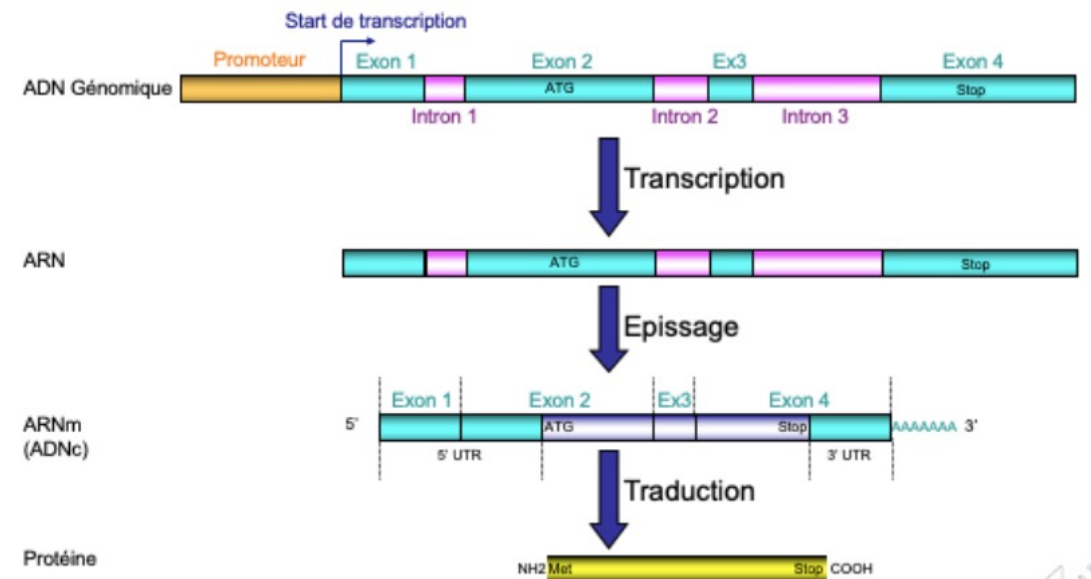 Start de transcription
Promoteur Exon 1 Exon 2 Ex3 Exon 4
ADN Génomique ATG Stop
Intron 1 Intron 2 Intron 3
Transcription
ARN ATG Stop
Epissage
Exon 1 Exon 2 Ex3 Exon 4
ARNm 5' ATG Stop AAAAAAA 3'
(ADNc) 5' UTR 3' UTR
Traduction
Protéine NH2 Met Stop COOH